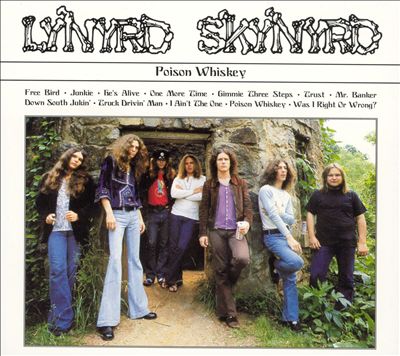 LYNYRD SKYNYRD
Poison Whiskey
Free Bird · Junkie · He's Alive · One More Time · Gimmie Three Steps · Trust · Mr. Banker
Down South Jukin' · Truck Drivin' Man · I Ain't The One · Poison Whiskey · Was I Right Or Wrong?